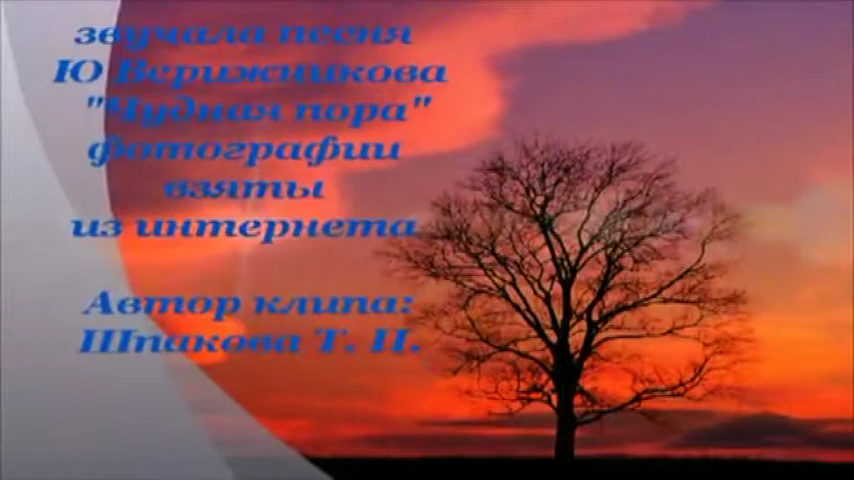 звучала песня
Ю Верижникова
"Чудная пора"
фотографии
взяты
из интернета
Автор клипа:
Шпакова Т. Н.